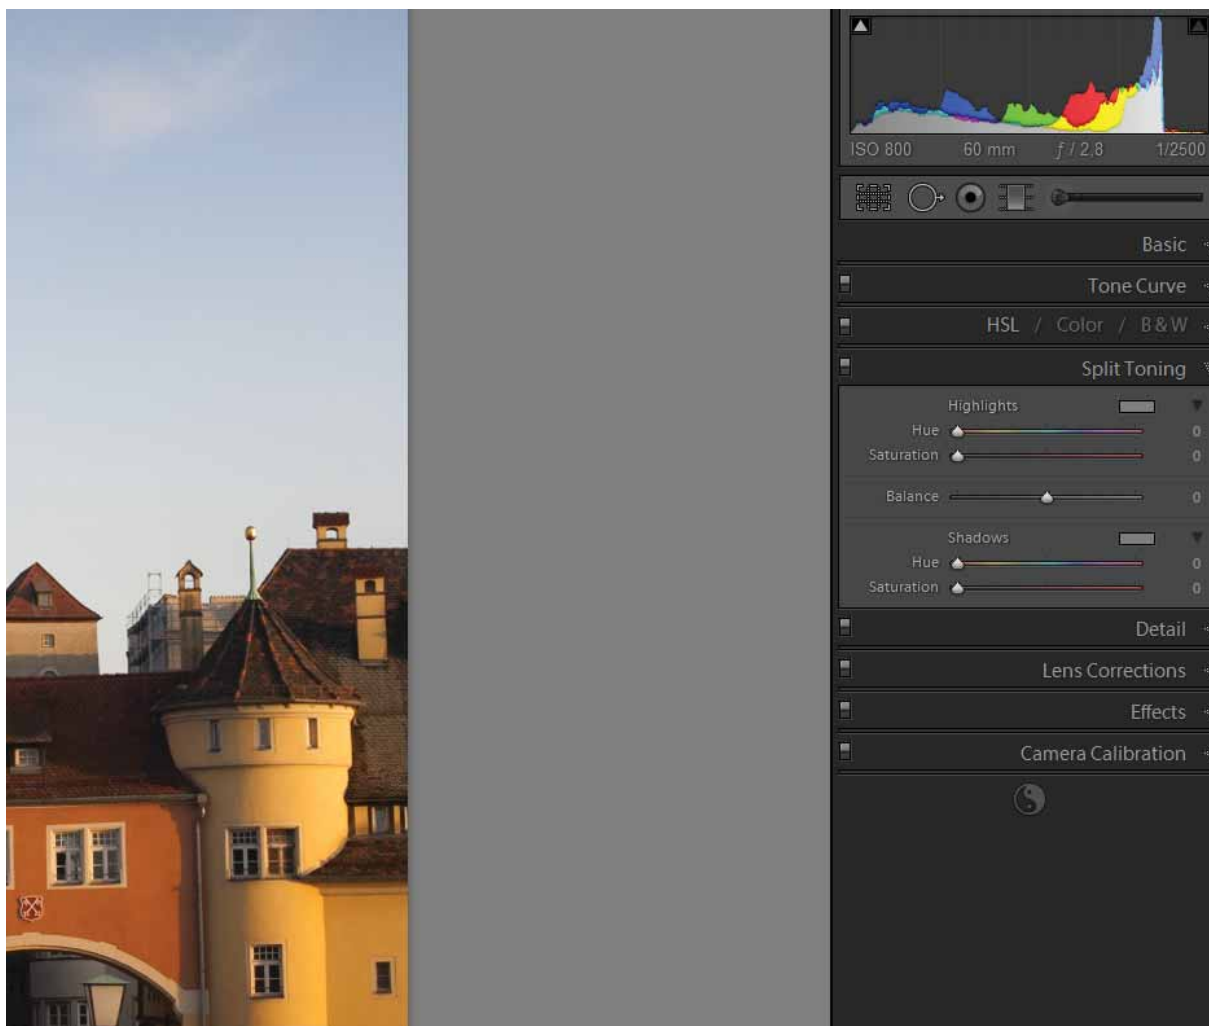 ISO 800 60 mm ƒ / 2,8 1/2500
Basic
Tone Curve
HSL / Color / B & W
Split Toning
Highlights
Hue 0
Saturation 0
Balance 0
Shadows
Hue 0
Saturation 0
Detail
Lens Corrections
Effects
Camera Calibration